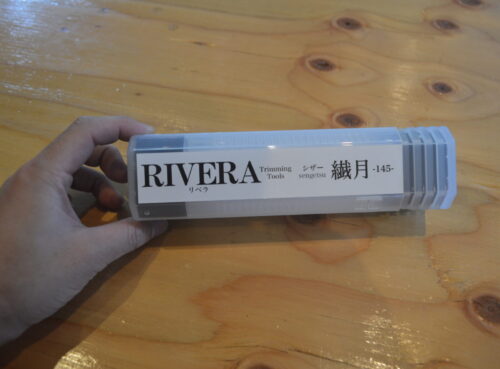 RIVERA
リベラ
Trimming
Tools
シザー
sengetsu
繊月 -145-